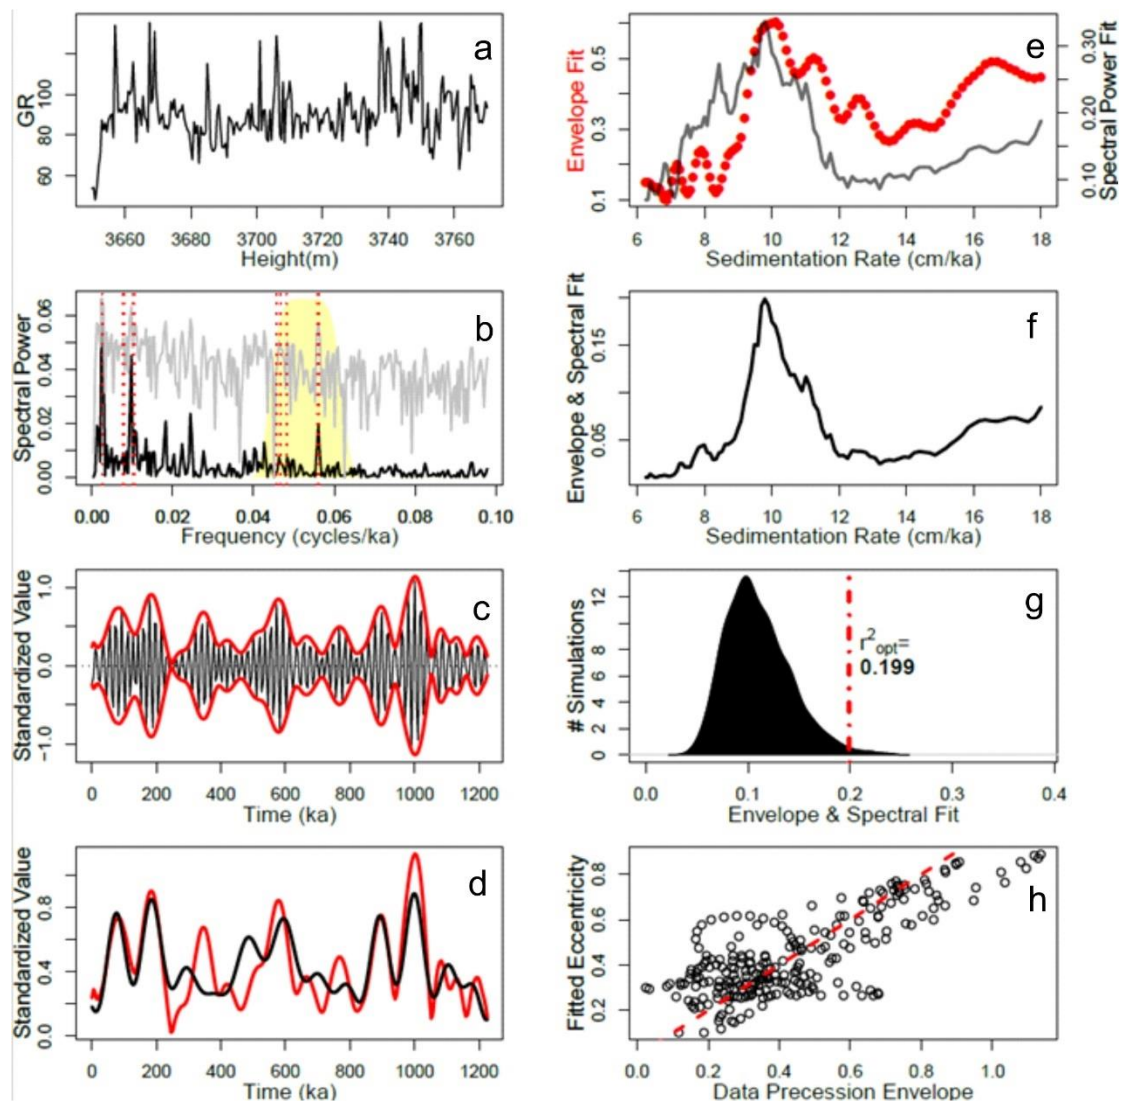 a
GR
60 80 100
3660 3680 3700 3720 3740 3760
Height(m)
e
Envelope Fit
0.1 0.3 0.5
Spectral Power Fit
0.10 0.20 0.30
6 8 10 12 14 16 18
Sedimentation Rate (cm/ka)
b
Spectral Power
0.00 0.02 0.04 0.06
0.00 0.02 0.04 0.06 0.08 0.10
Frequency (cycles/ka)
f
Envelope & Spectral Fit
0.05 0.15
6 8 10 12 14 16 18
Sedimentation Rate (cm/ka)
c
Standardized Value
−1.0 0.0 1.0
0 200 400 600 800 1000 1200
Time (ka)
g
# Simulations
0 2 4 6 8 12
r²opt=
0.199
0.0 0.1 0.2 0.3 0.4
Envelope & Spectral Fit
d
Standardized Value
0.0 0.4 0.8
0 200 400 600 800 1000 1200
Time (ka)
h
Fitted Eccentricity
0.2 0.4 0.6 0.8
0.0 0.2 0.4 0.6 0.8 1.0
Data Precession Envelope